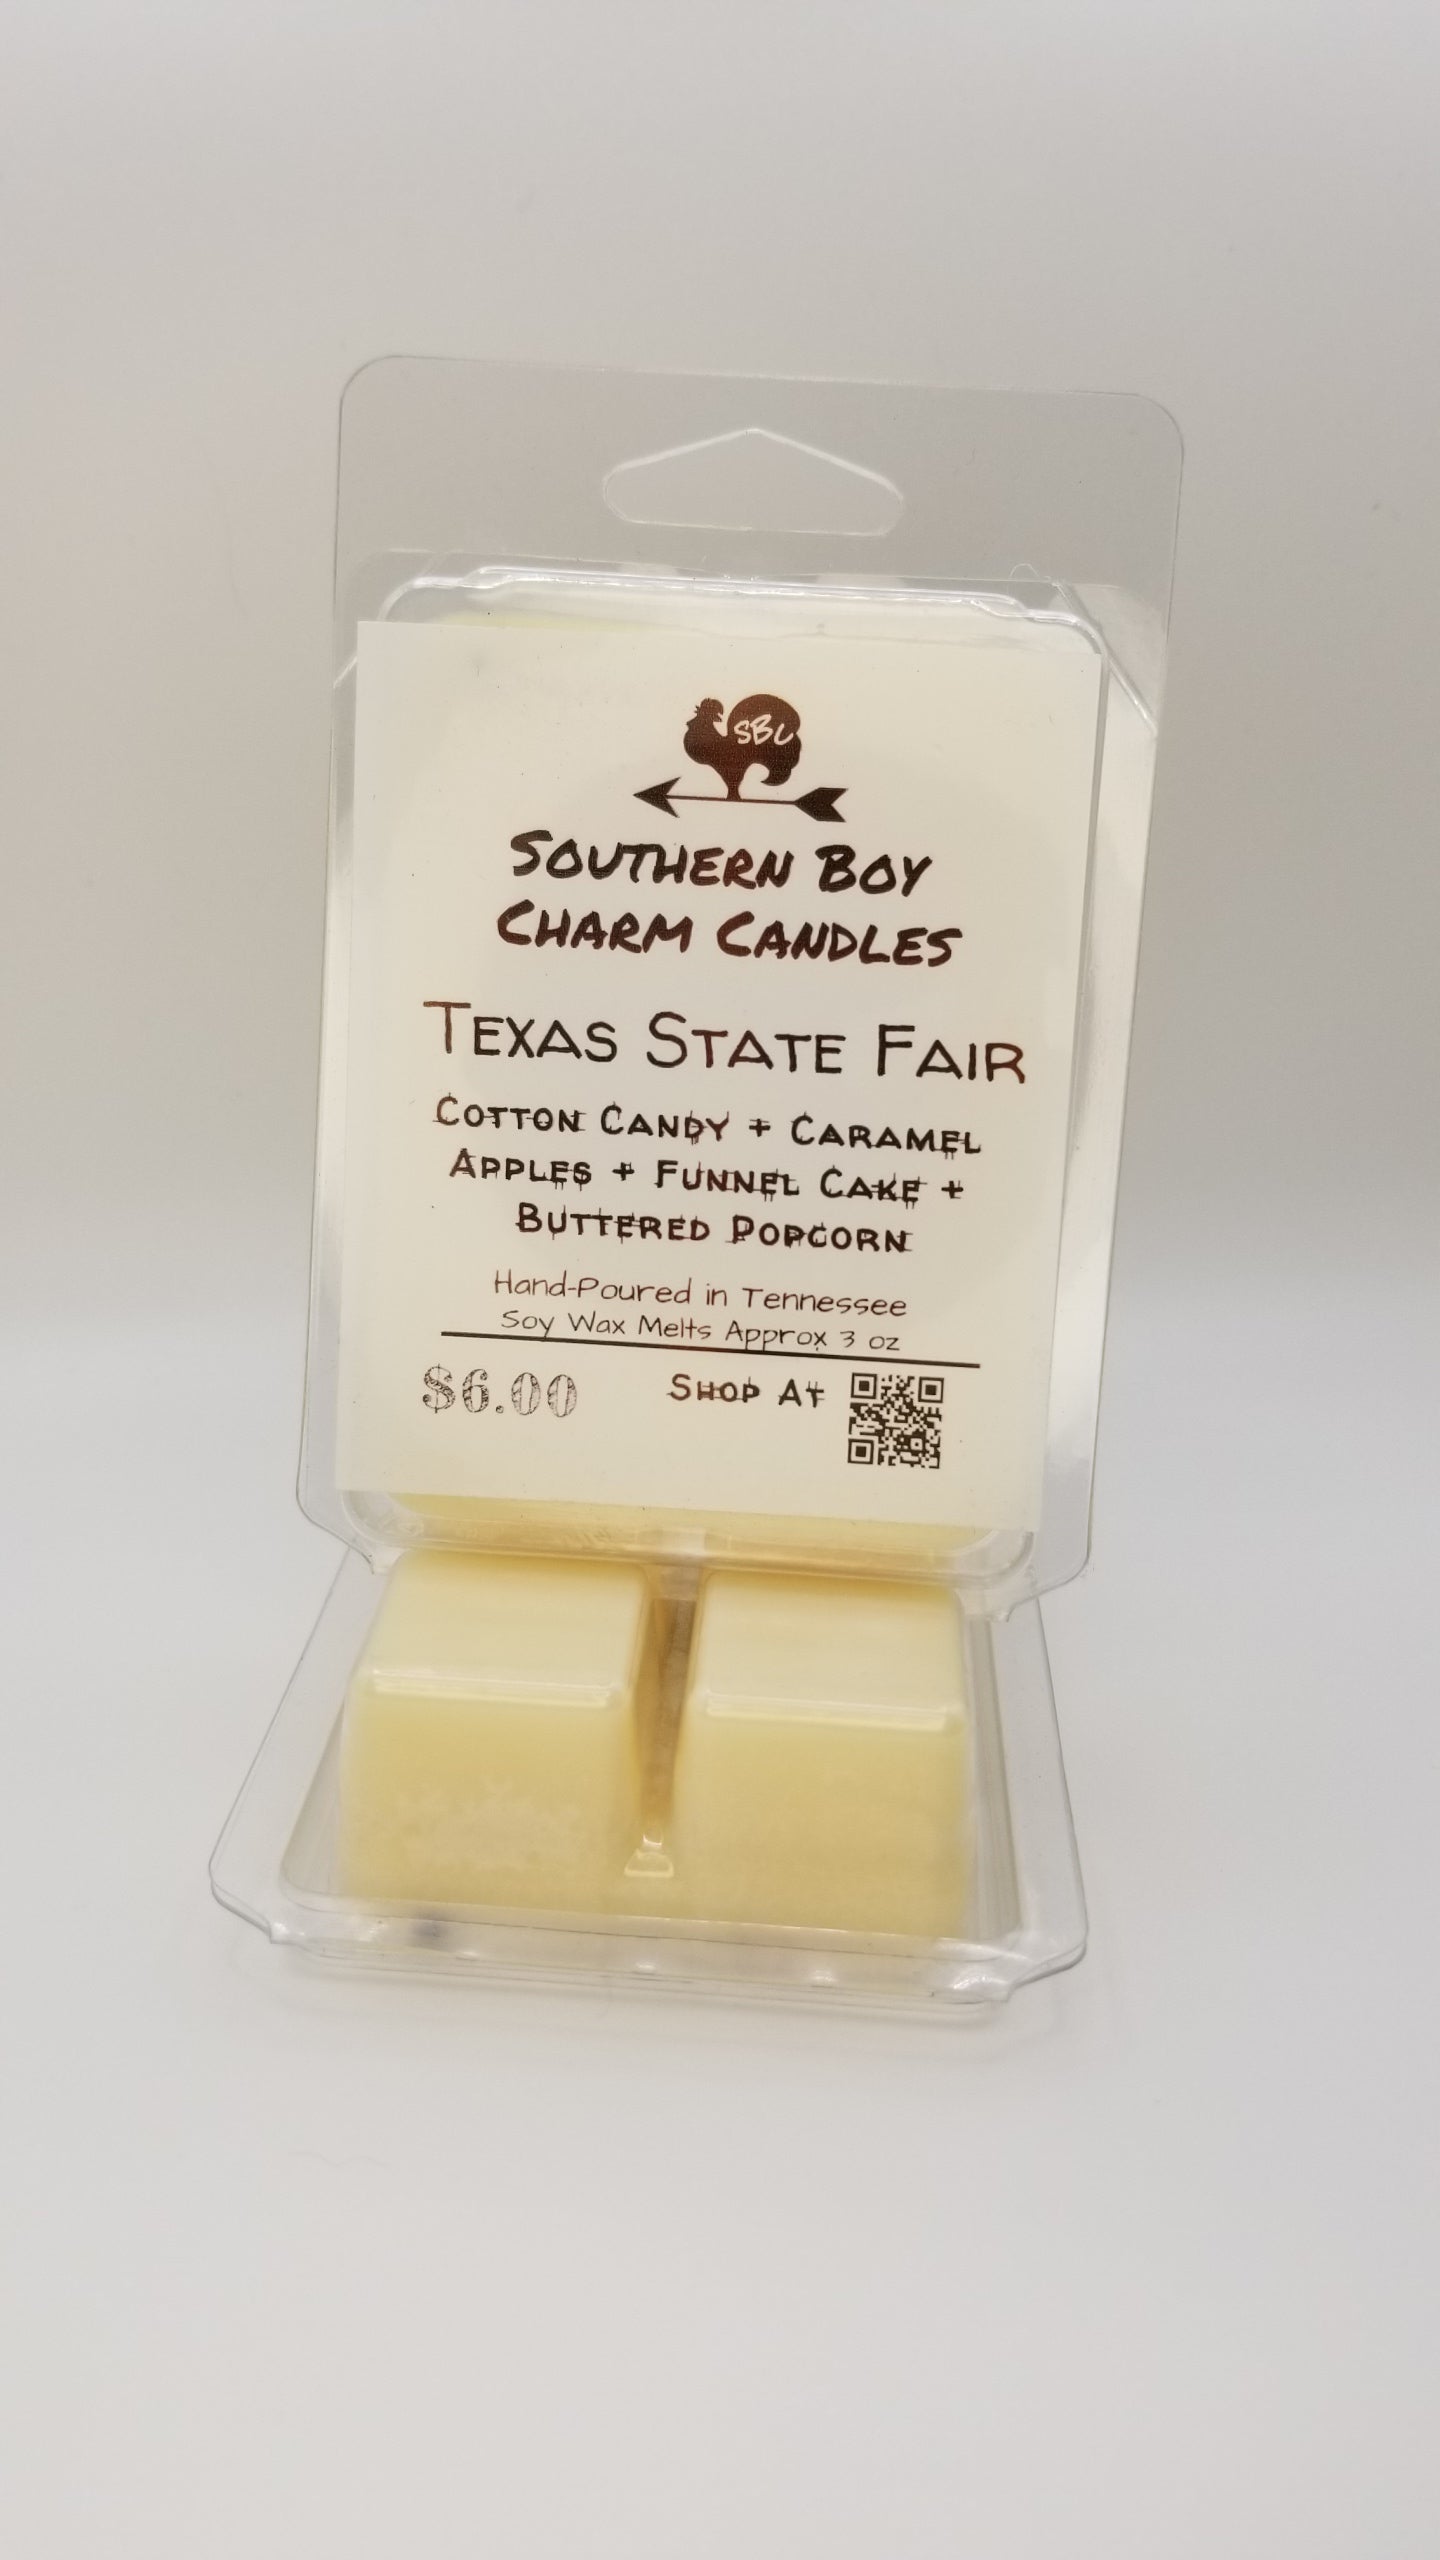 SBC
Southern Boy
Charm Candles
Texas State Fair
Cotton Candy + Caramel
Apples + Funnel Cake +
Buttered Popcorn
Hand-Poured in Tennessee
Soy Wax Melts Approx 3 oz
$6.00 Shop At